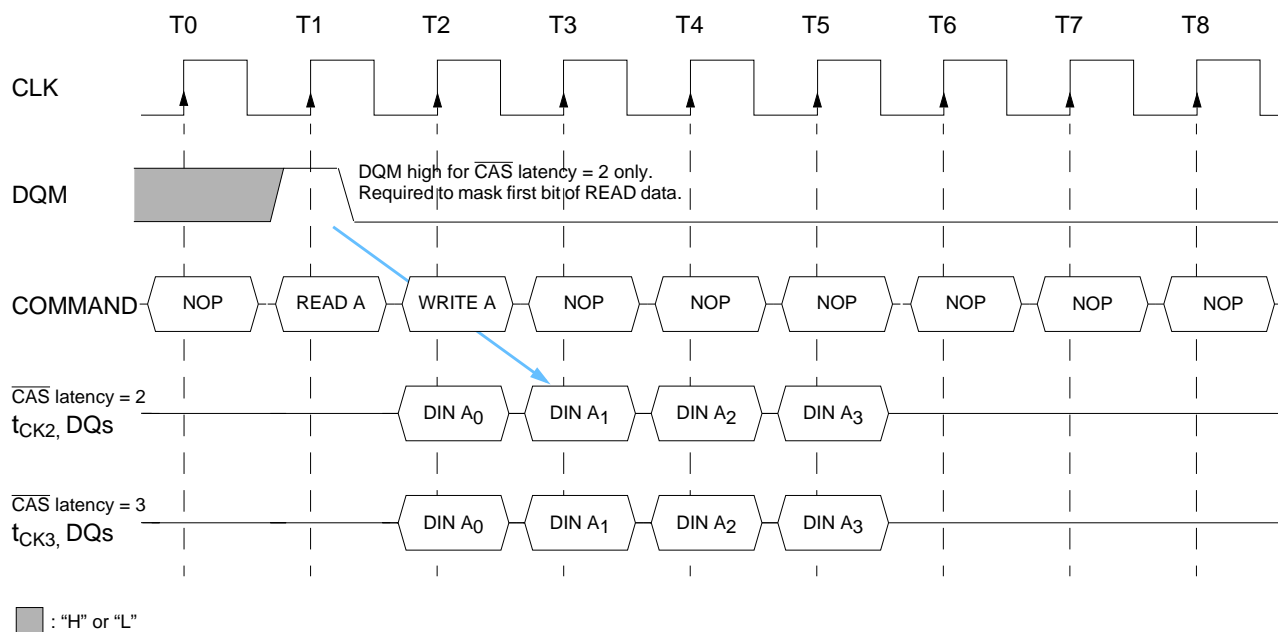 T0 T1 T2 T3 T4 T5 T6 T7 T8
CLK
DQM
DQM high for CAS latency = 2 only.
Required to mask first bit of READ data.
COMMAND NOP READ A WRITE A NOP NOP NOP NOP NOP NOP
CAS latency = 2
tCK2, DQs DIN A0 DIN A1 DIN A2 DIN A3
CAS latency = 3
tCK3, DQs DIN A0 DIN A1 DIN A2 DIN A3
: “H” or “L”